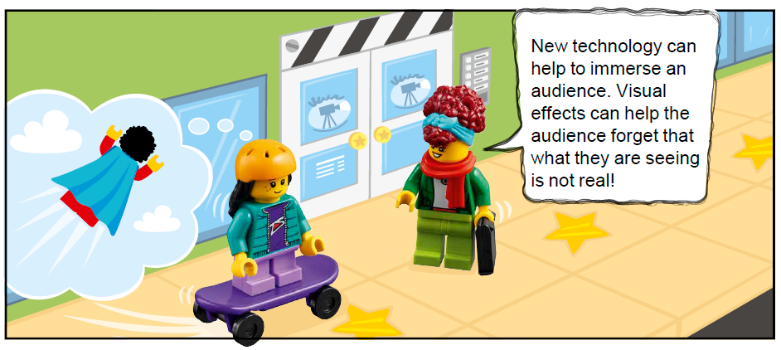 New technology can
help to immerse an
audience. Visual
effects can help the
audience forget that
what they are seeing
is not real!